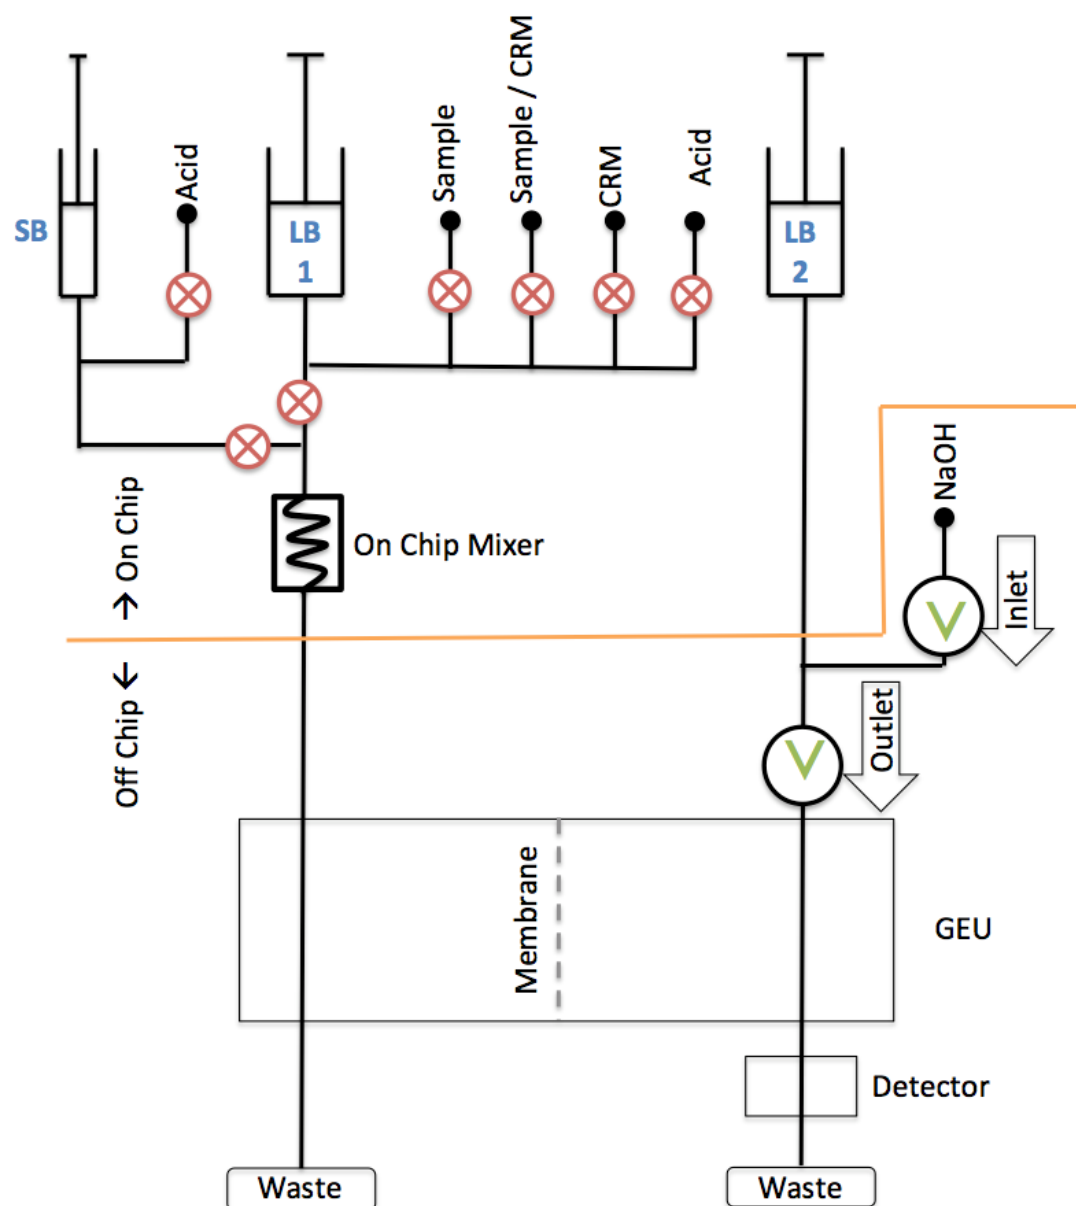 Sample
Sample / CRM
CRM
Acid
Acid
SB
LB
1
LB
2
NaOH
Inlet
On Chip Mixer
→ On Chip
Off Chip ←
Outlet
V
V
Membrane
GEU
Detector
Waste
Waste